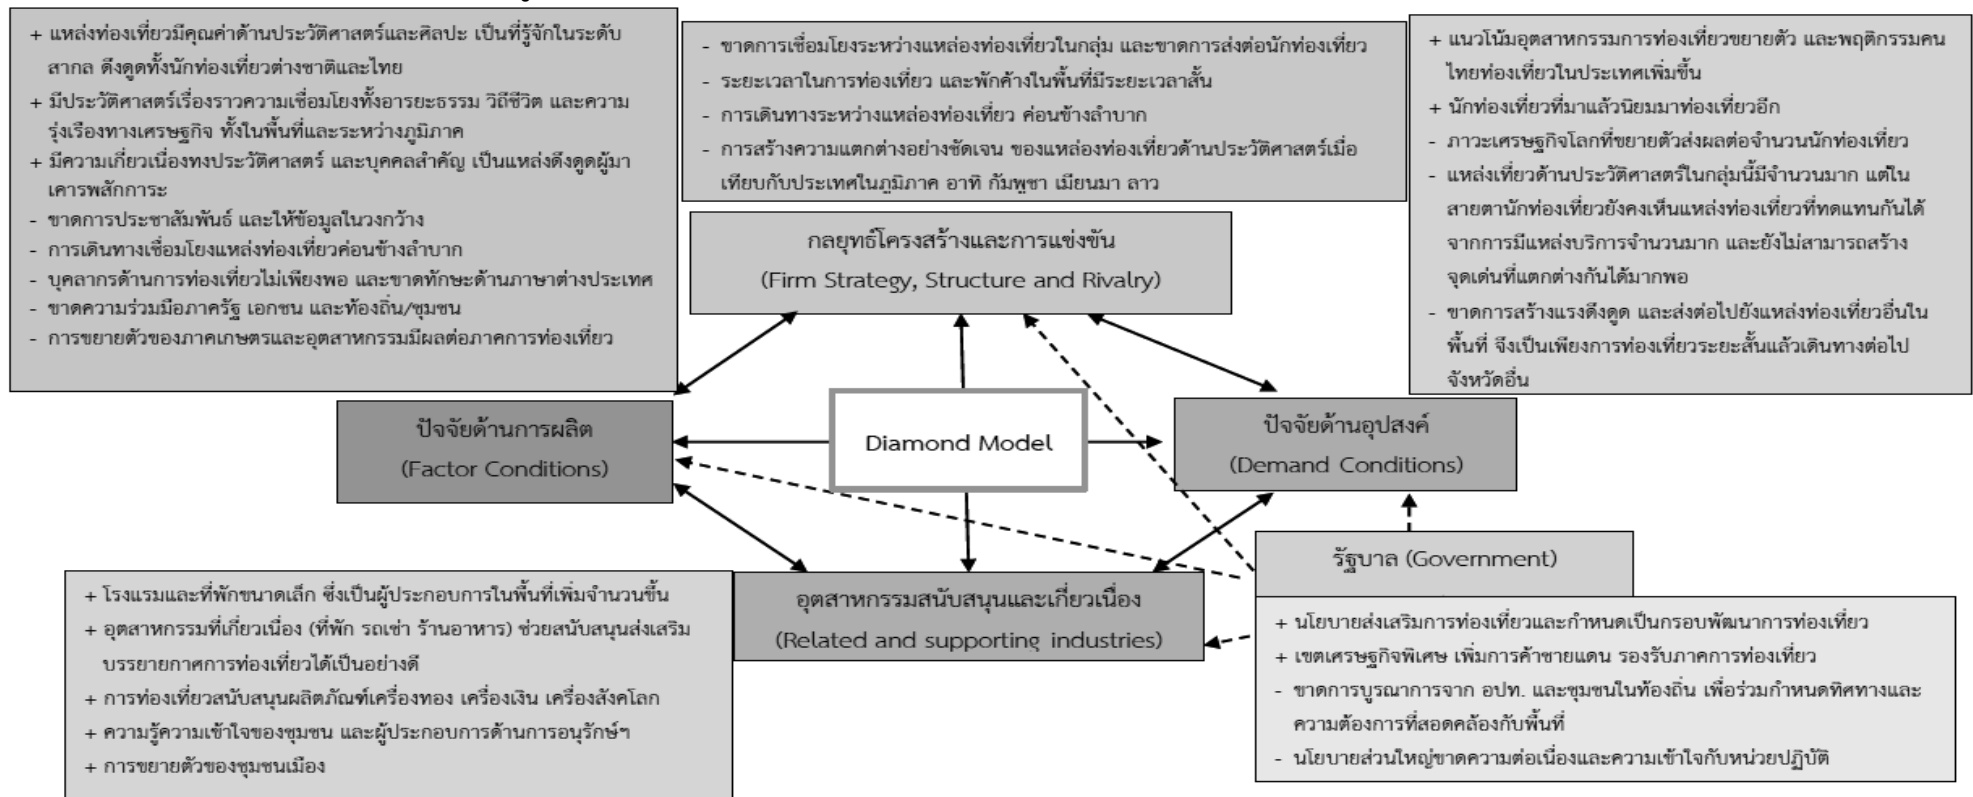 + แหล่งท่องเที่ยวมีคุณค่าด้านประวัติศาสตร์และศิลปะ เป็นที่รู้จักในระดับ
สากล ดึงดูดทั้งนักท่องเที่ยวต่างชาติและไทย
+ มีประวัติศาสตร์เรื่องราวความเชื่อมโยงทั้งอารยะธรรม วิถีชีวิต และความ
รุ่งเรืองทางเศรษฐกิจ ทั้งในพื้นที่และระหว่างภูมิภาค
+ มีความเกี่ยวเนื่องทงประวัติศาสตร์ และบุคคลสำคัญ เป็นแหล่งดึงดูดผู้มา
เคารพสักการะ
- ขาดการประชาสัมพันธ์ และให้ข้อมูลในวงกว้าง
- การเดินทางเชื่อมโยงแหล่งท่องเที่ยวค่อนข้างลำบาก
- บุคลากรด้านการท่องเที่ยวไม่เพียงพอ และขาดทักษะด้านภาษาต่างประเทศ
- ขาดความร่วมมือภาครัฐ เอกชน และท้องถิ่น/ชุมชน
- การขยายตัวของภาคเกษตรและอุตสาหกรรมมีผลต่อภาคการท่องเที่ยว
- ขาดการเชื่อมโยงระหว่างแหล่องท่องเที่ยวในกลุ่ม และขาดการส่งต่อนักท่องเที่ยว
- ระยะเวลาในการท่องเที่ยว และพักค้างในพื้นที่มีระยะเวลาสั้น
- การเดินทางระหว่างแหล่องท่องเที่ยว ค่อนข้างลำบาก
- การสร้างความแตกต่างอย่างชัดเจน ของแหล่องท่องเที่ยวด้านประวัติศาสตร์เมื่อ
เทียบกับประเทศในภูมิภาค อาทิ กัมพูชา เมียนมา ลาว
+ แนวโน้มอุตสาหกรรมการท่องเที่ยวขยายตัว และพฤติกรรมคน
ไทยท่องเที่ยวในประเทศเพิ่มขึ้น
+ นักท่องเที่ยวที่มาแล้วนิยมมาท่องเที่ยวอีก
- ภาวะเศรษฐกิจโลกที่ขยายตัวส่งผลต่อจำนวนนักท่องเที่ยว
- แหล่งเที่ยวด้านประวัติศาสตร์ในกลุ่มนี้มีจำนวนมาก แต่ใน
สายตานักท่องเที่ยวยังคงเห็นแหล่งท่องเที่ยวที่ทดแทนกันได้
จากการมีแหล่งบริการจำนวนมาก และยังไม่สามารถสร้าง
จุดเด่นที่แตกต่างกันได้มากพอ
- ขาดการสร้างแรงดึงดูด และส่งต่อไปยังแหล่งท่องเที่ยวอื่นใน
พื้นที่ จึงเป็นเพียงการท่องเที่ยวระยะสั้นแล้วเดินทางต่อไป
จังหวัดอื่น
กลยุทธ์โครงสร้างและการแข่งขัน
(Firm Strategy, Structure and Rivalry)
ปัจจัยด้านการผลิต
(Factor Conditions)
Diamond Model
ปัจจัยด้านอุปสงค์
(Demand Conditions)
อุตสาหกรรมสนับสนุนและเกี่ยวเนื่อง
(Related and supporting industries)
รัฐบาล (Government)
+ โรงแรมและที่พักขนาดเล็ก ซึ่งเป็นผู้ประกอบการในพื้นที่เพิ่มจำนวนขึ้น
+ อุตสาหกรรมที่เกี่ยวเนื่อง (ที่พัก รถเช่า ร้านอาหาร) ช่วยสนับสนุนส่งเสริม
บรรยายกาศการท่องเที่ยวได้เป็นอย่างดี
+ การท่องเที่ยวสนับสนุนผลิตภัณฑ์เครื่องทอง เครื่องเงิน เครื่องสังคโลก
+ ความรู้ความเข้าใจของชุมชน และผู้ประกอบการด้านการอนุรักษ์ฯ
+ การขยายตัวของชุมชนเมือง
+ นโยบายส่งเสริมการท่องเที่ยวและกำหนดเป็นกรอบพัฒนาการท่องเที่ยว
+ เขตเศรษฐกิจพิเศษ เพิ่มการค้าชายแดน รองรับภาคการท่องเที่ยว
- ขาดการบูรณาการจาก อปท. และชุมชนในท้องถิ่น เพื่อร่วมกำหนดทิศทางและ
ความต้องการที่สอดคล้องกับพื้นที่
- นโยบายส่วนใหญ่ขาดความต่อเนื่องและความเข้าใจกับหน่วยปฏิบัติ